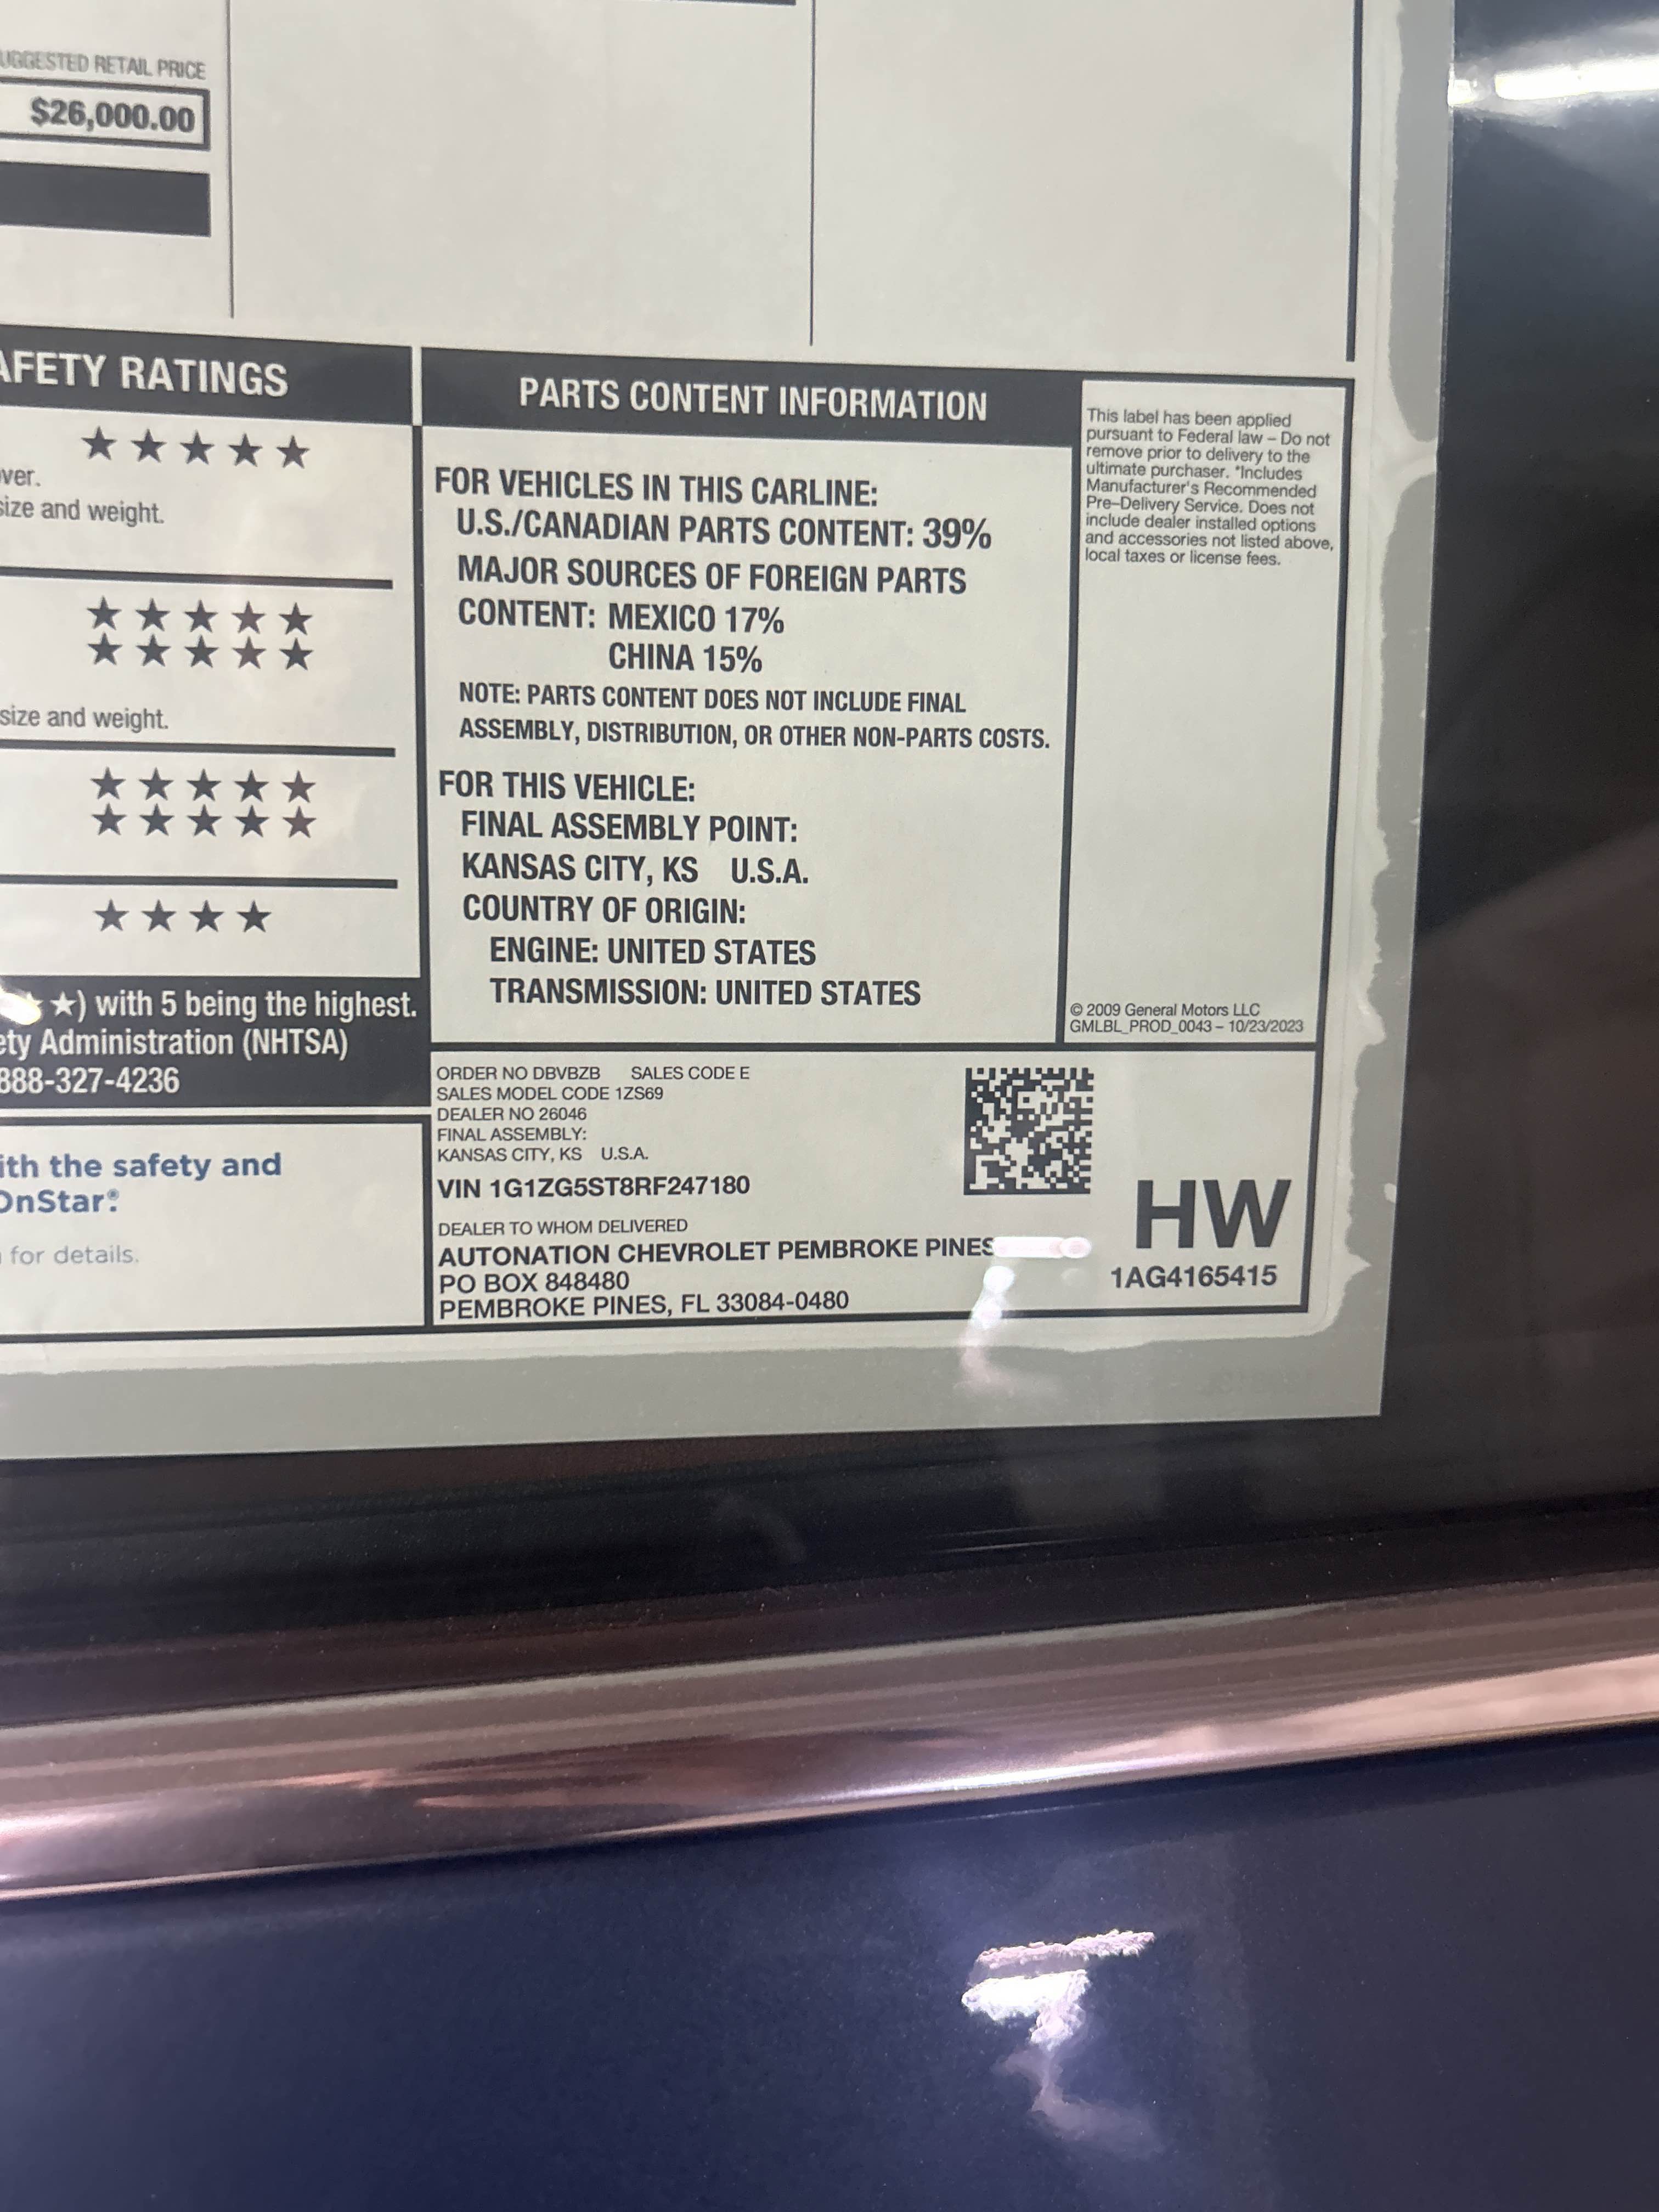 SUGGESTED RETAIL PRICE
$26,000.00
SAFETY RATINGS
★★★★★
size and weight.
★★★★★
★★★★★
size and weight.
★★★★★
★★★★★
★★★★
★) with 5 being the highest.
Administration (NHTSA)
888-327-4236
with the safety and
OnStar®
for details.
PARTS CONTENT INFORMATION
FOR VEHICLES IN THIS CARLINE:
U.S./CANADIAN PARTS CONTENT: 39%
MAJOR SOURCES OF FOREIGN PARTS
CONTENT: MEXICO 17%
CHINA 15%
NOTE: PARTS CONTENT DOES NOT INCLUDE FINAL
ASSEMBLY, DISTRIBUTION, OR OTHER NON-PARTS COSTS.
FOR THIS VEHICLE:
FINAL ASSEMBLY POINT:
KANSAS CITY, KS U.S.A.
COUNTRY OF ORIGIN:
ENGINE: UNITED STATES
TRANSMISSION: UNITED STATES
This label has been applied
pursuant to Federal law – Do not
remove prior to delivery to the
ultimate purchaser. *Includes
Manufacturer's Recommended
Pre–Delivery Service. Does not
include dealer installed options
and accessories not listed above,
local taxes or license fees.
© 2009 General Motors LLC
GMLBL_PROD_0043 – 10/23/2023
ORDER NO DBVBZB SALES CODE E
SALES MODEL CODE 1ZS69
DEALER NO 26046
FINAL ASSEMBLY:
KANSAS CITY, KS U.S.A.
VIN 1G1ZG5ST8RF247180
DEALER TO WHOM DELIVERED
AUTONATION CHEVROLET PEMBROKE PINES
PO BOX 848480
PEMBROKE PINES, FL 33084-0480
HW
1AG4165415